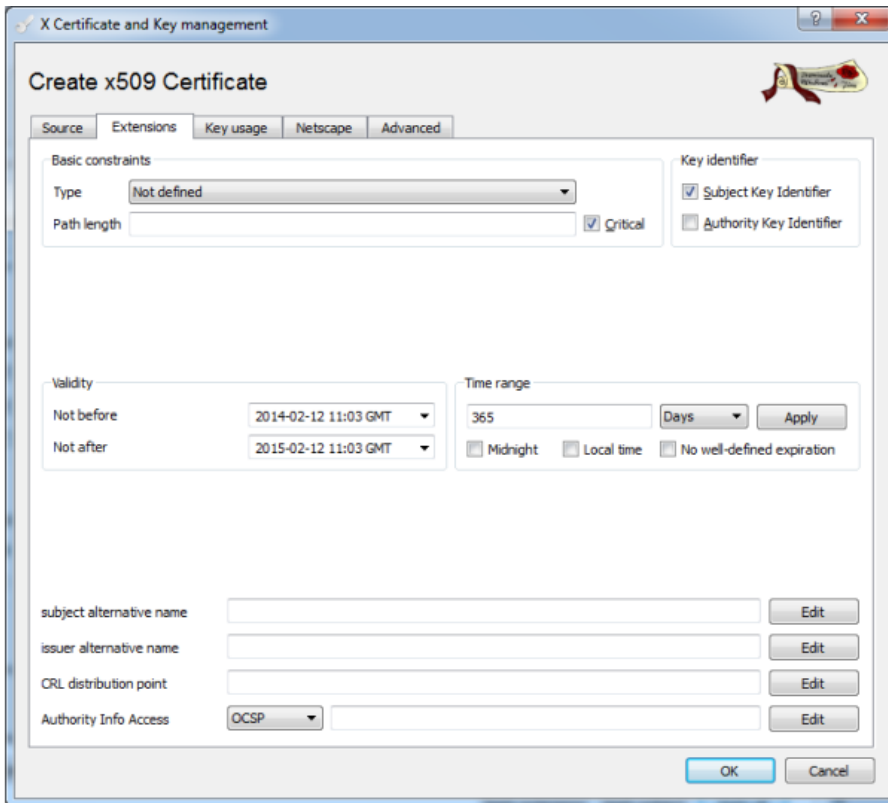 X Certificate and Key management
Create x509 Certificate
Source Extensions Key usage Netscape Advanced
Basic constraints Key identifier
Type Not defined Subject Key Identifier
Path length Critical Authority Key Identifier
Validity Time range
Not before 2014-02-12 11:03 GMT 365 Days Apply
Not after 2015-02-12 11:03 GMT Midnight Local time No well-defined expiration
subject alternative name Edit
issuer alternative name Edit
CRL distribution point Edit
Authority Info Access OCSP Edit
OK Cancel